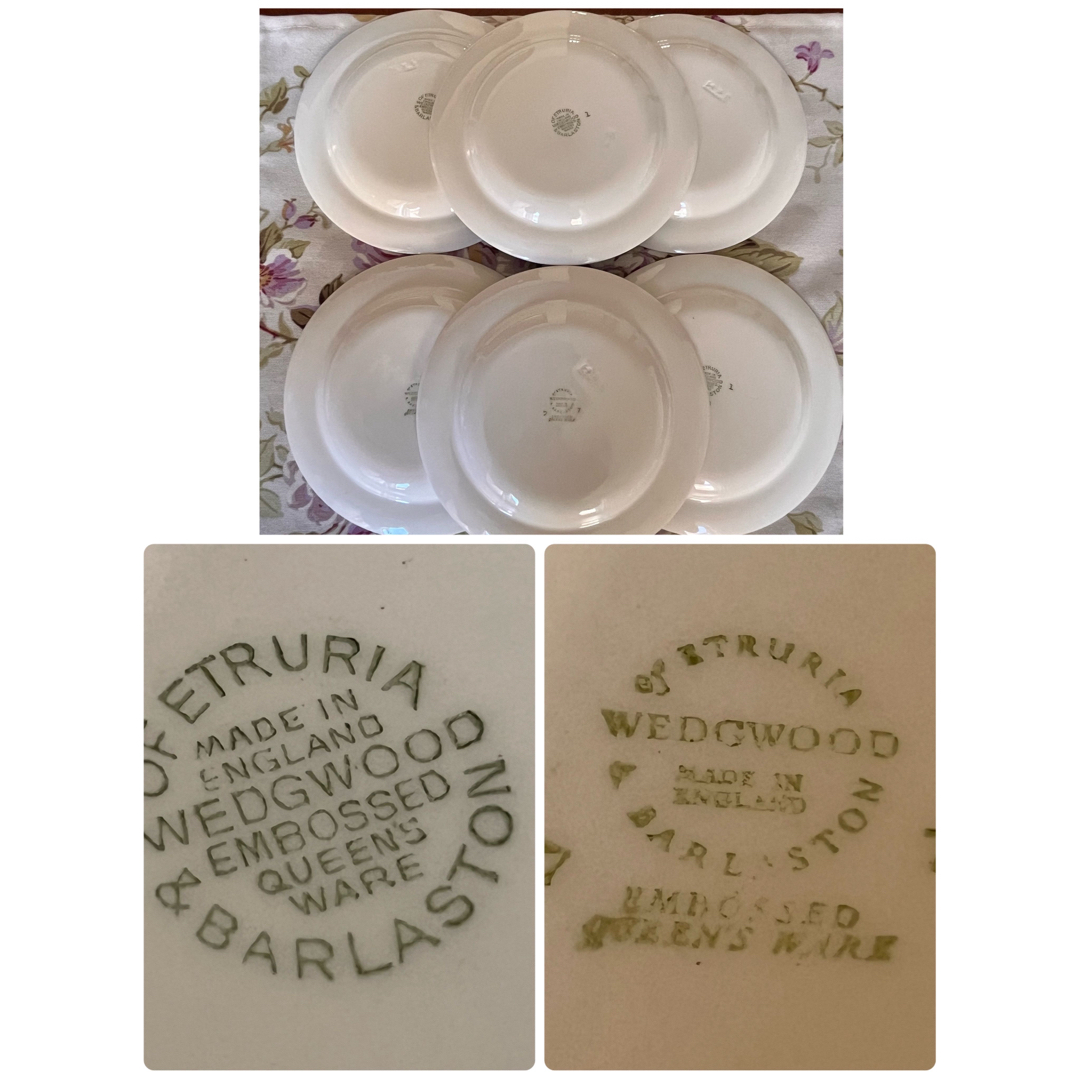 OF ETRURIA
MADE IN
ENGLAND
WEDGWOOD
EMBOSSED
QUEEN'S
WARE
& BARLASTON
of ETRURIA
WEDGWOOD
MADE IN
ENGLAND
& BARLASTON
EMBOSSED
QUEEN'S WARE